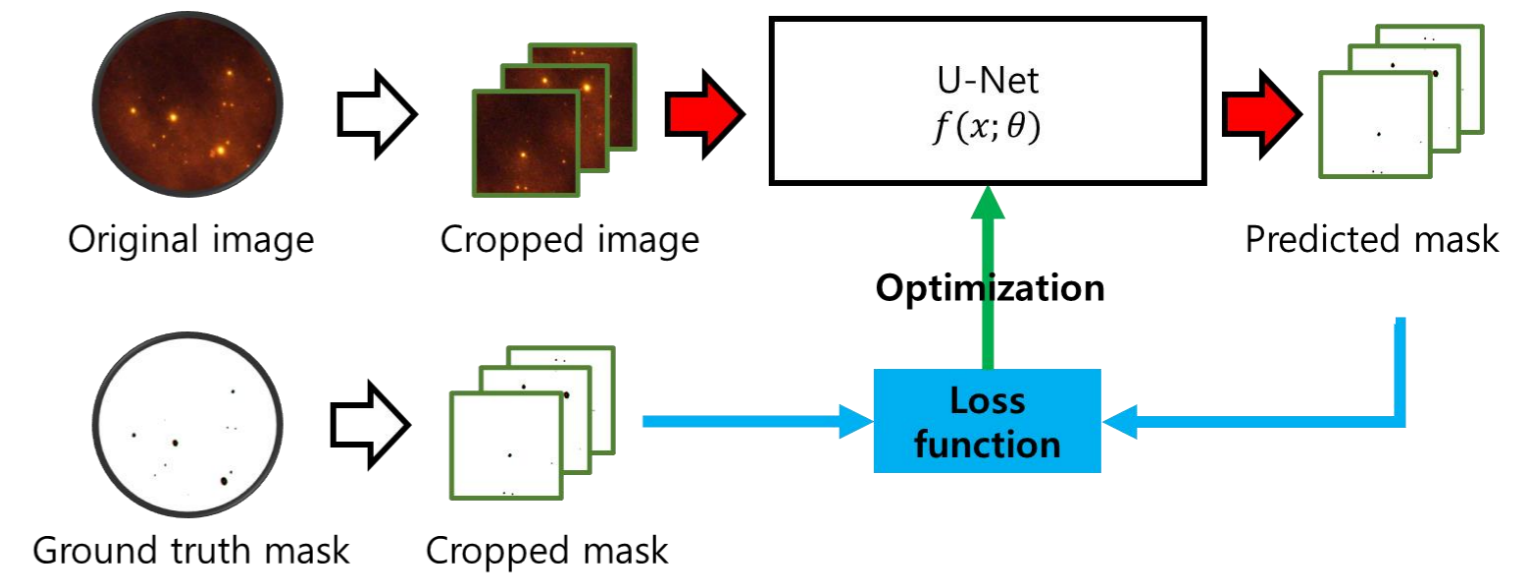 U-Net
f(x; θ)
Original image
Cropped image
Predicted mask
Optimization
Loss
function
Ground truth mask
Cropped mask